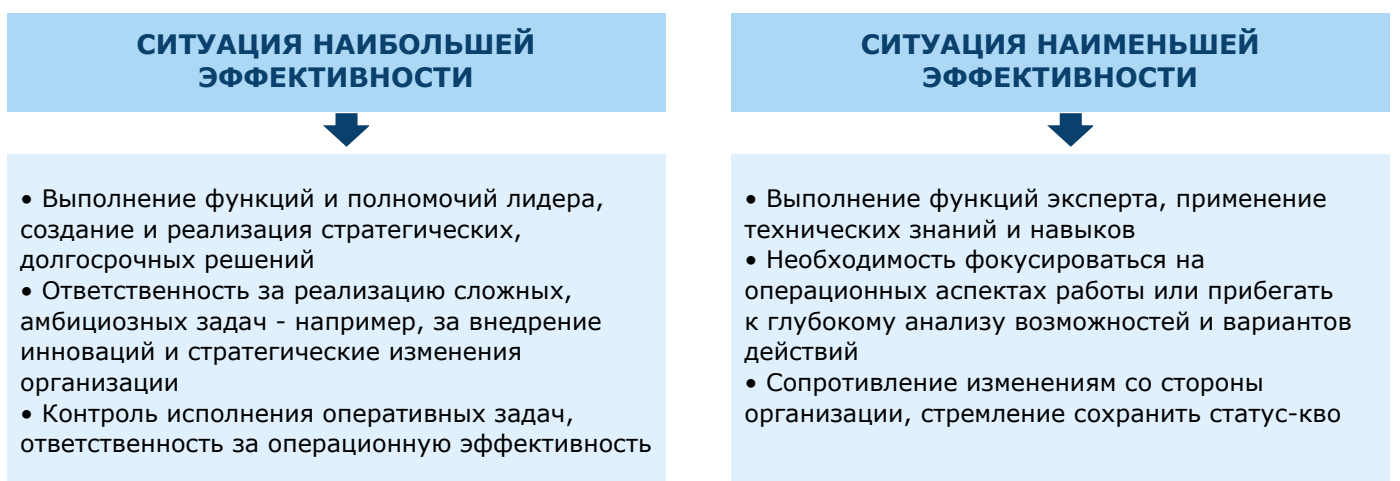 СИТУАЦИЯ НАИБОЛЬШЕЙ
ЭФФЕКТИВНОСТИ
• Выполнение функций и полномочий лидера,
создание и реализация стратегических,
долгосрочных решений
• Ответственность за реализацию сложных,
амбициозных задач - например, за внедрение
инноваций и стратегические изменения
организации
• Контроль исполнения оперативных задач,
ответственность за операционную эффективность
СИТУАЦИЯ НАИМЕНЬШЕЙ
ЭФФЕКТИВНОСТИ
• Выполнение функций эксперта, применение
технических знаний и навыков
• Необходимость фокусироваться на
операционных аспектах работы или прибегать
к глубокому анализу возможностей и вариантов
действий
• Сопротивление изменениям со стороны
организации, стремление сохранить статус-кво